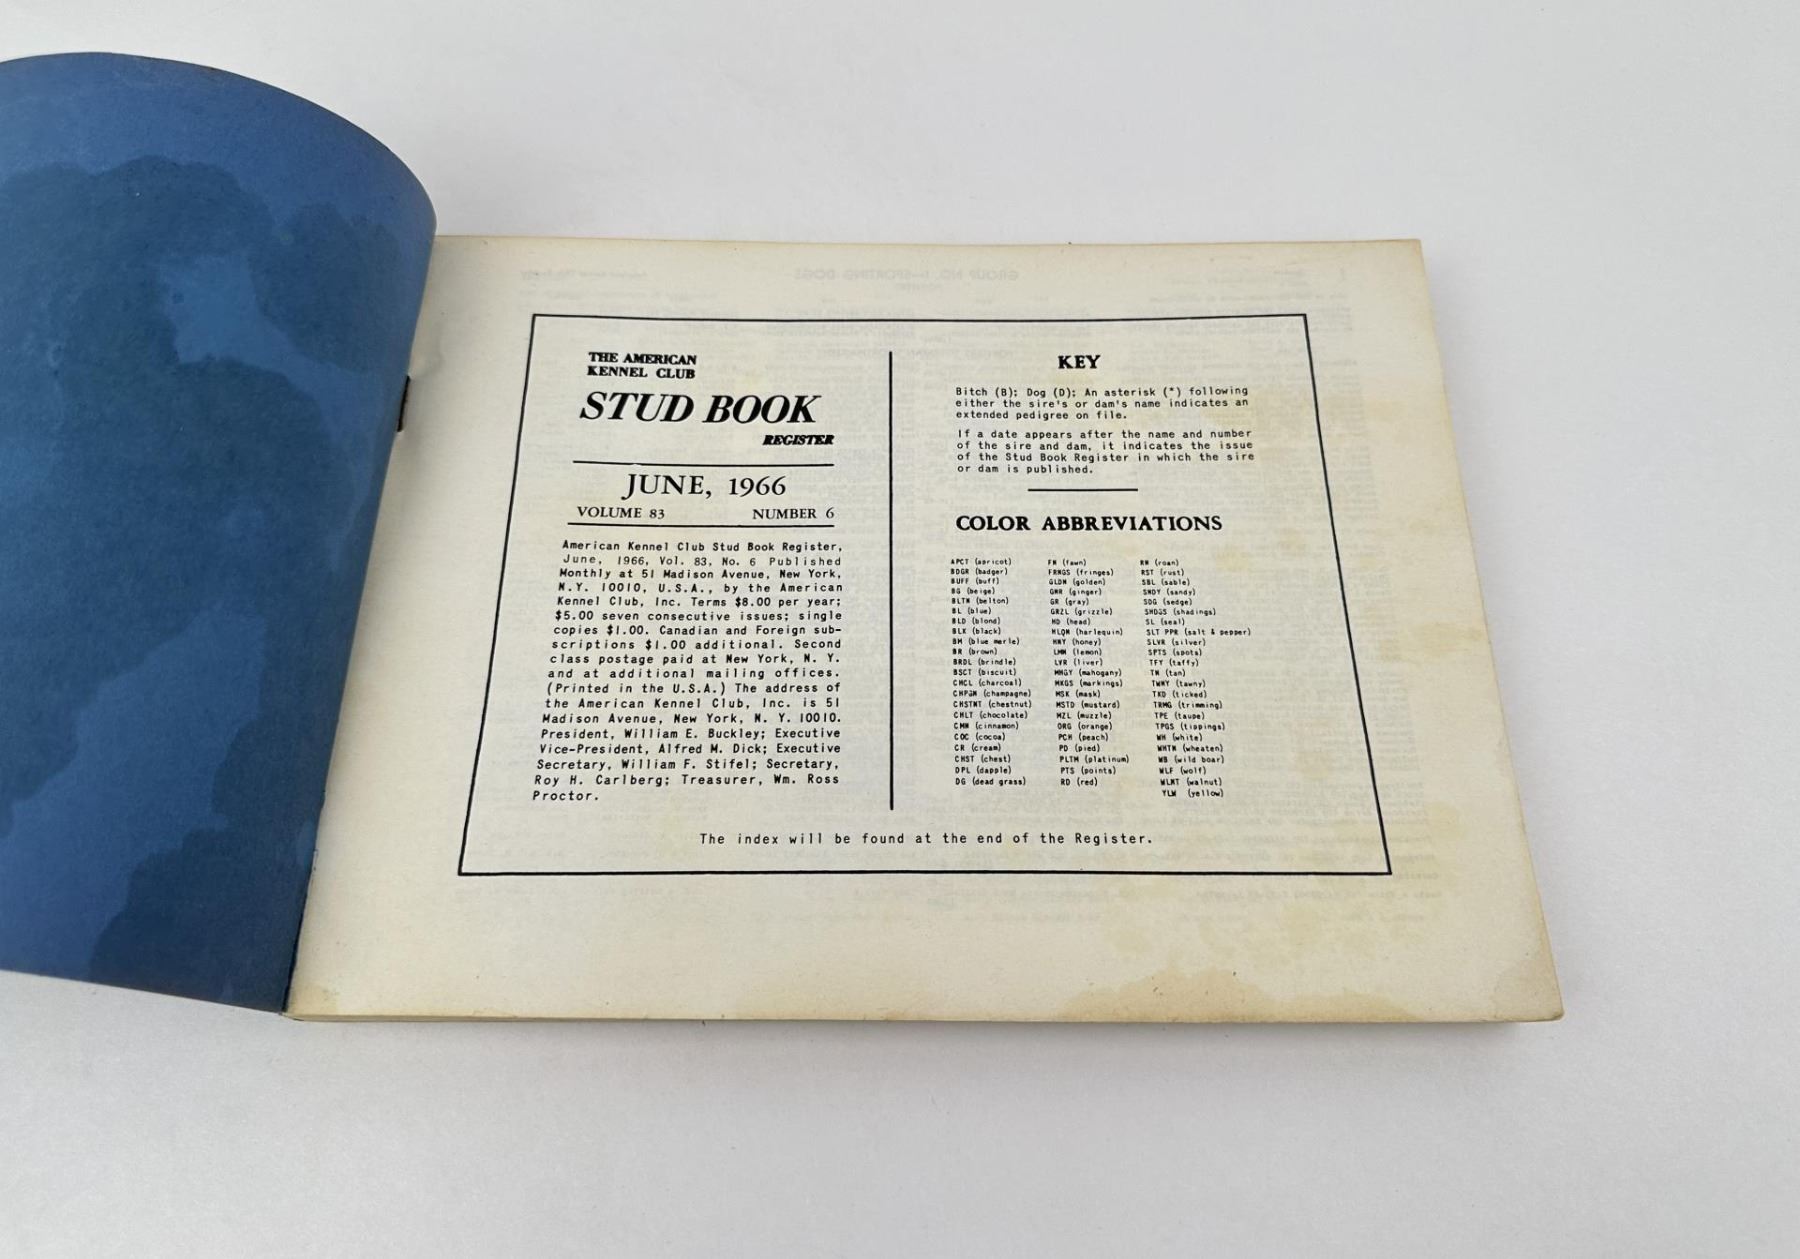 THE AMERICAN
KENNEL CLUB
STUD BOOK
REGISTER
JUNE, 1966
VOLUME 83 NUMBER 6
American Kennel Club Stud Book Register,
June, 1966, Vol. 83, No. 6 Published
Monthly at 51 Madison Avenue, New York,
N.Y. 10010, U.S.A., by the American
Kennel Club, Inc. Terms $8.00 per year;
$5.00 seven consecutive issues; single
copies $1.00. Canadian and Foreign sub-
scriptions $1.00 additional. Second
class postage paid at New York, N. Y.
and at additional mailing offices.
(Printed in the U.S.A.) The address of
the American Kennel Club, Inc. is 51
Madison Avenue, New York, N. Y. 10010.
President, William E. Buckley; Executive
Vice-President, Alfred M. Dick; Executive
Secretary, William F. Stifel; Secretary,
Roy H. Carlberg; Treasurer, Wm. Ross
Proctor.
KEY
Bitch (B); Dog (D); An asterisk (*) following
either the sire's or dam's name indicates an
extended pedigree on file.
If a date appears after the name and number
of the sire and dam, it indicates the issue
of the Stud Book Register in which the sire
or dam is published.
COLOR ABBREVIATIONS
APCT (apricot)
BDGR (badger)
BUFF (buff)
BG (beige)
BLTN (belton)
BL (blue)
BLD (blond)
BLK (black)
BM (blue merle)
BR (brown)
BRDL (brindle)
BSCT (biscuit)
CHCL (charcoal)
CHPGN (champagne)
CHSTNT (chestnut)
CHLT (chocolate)
CMN (cinnamon)
COC (cocoa)
CR (cream)
CHST (chest)
DPL (dapple)
DG (dead grass)
FN (fawn)
FRNGS (fringes)
GLDN (golden)
GNR (ginger)
GR (gray)
GRZL (grizzle)
HD (head)
HLQN (harlequin)
HNY (honey)
LMN (lemon)
LVR (liver)
MHGY (mahogany)
MKGS (markings)
MSK (mask)
MSTD (mustard)
MZL (muzzle)
ORG (orange)
PCH (peach)
PD (pied)
PLTM (platinum)
PTS (points)
RD (red)
RN (roan)
RST (rust)
SBL (sable)
SNDY (sandy)
SDG (sedge)
SHDGS (shadings)
SL (seal)
SLT PPR (salt & pepper)
SLVR (silver)
SPTS (spots)
TFY (taffy)
TN (tan)
TWNY (tawny)
TKD (ticked)
TRMG (trimming)
TPE (taupe)
TPGS (tippings)
WH (white)
WHTN (wheaten)
WB (wild boar)
WLF (wolf)
WLNT (walnut)
YLW (yellow)
The index will be found at the end of the Register.